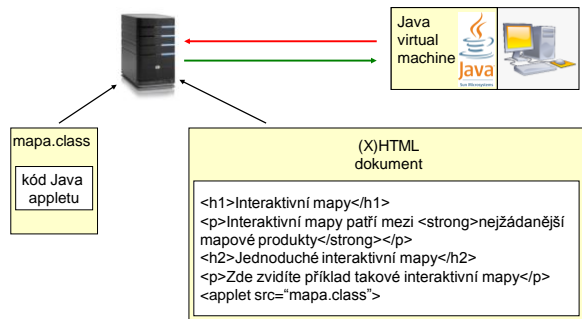 Java
virtual
machine
Java
Sun Microsystems
mapa.class
kód Java
appletu
(X)HTML
dokument
<h1>Interaktivní mapy</h1>
<p>Interaktivní mapy patří mezi <strong>nejžádanější
mapové produkty</strong></p>
<h2>Jednoduché interaktivní mapy</h2>
<p>Zde zvidíte příklad takové interaktivní mapy</p>
<applet src=“mapa.class”>